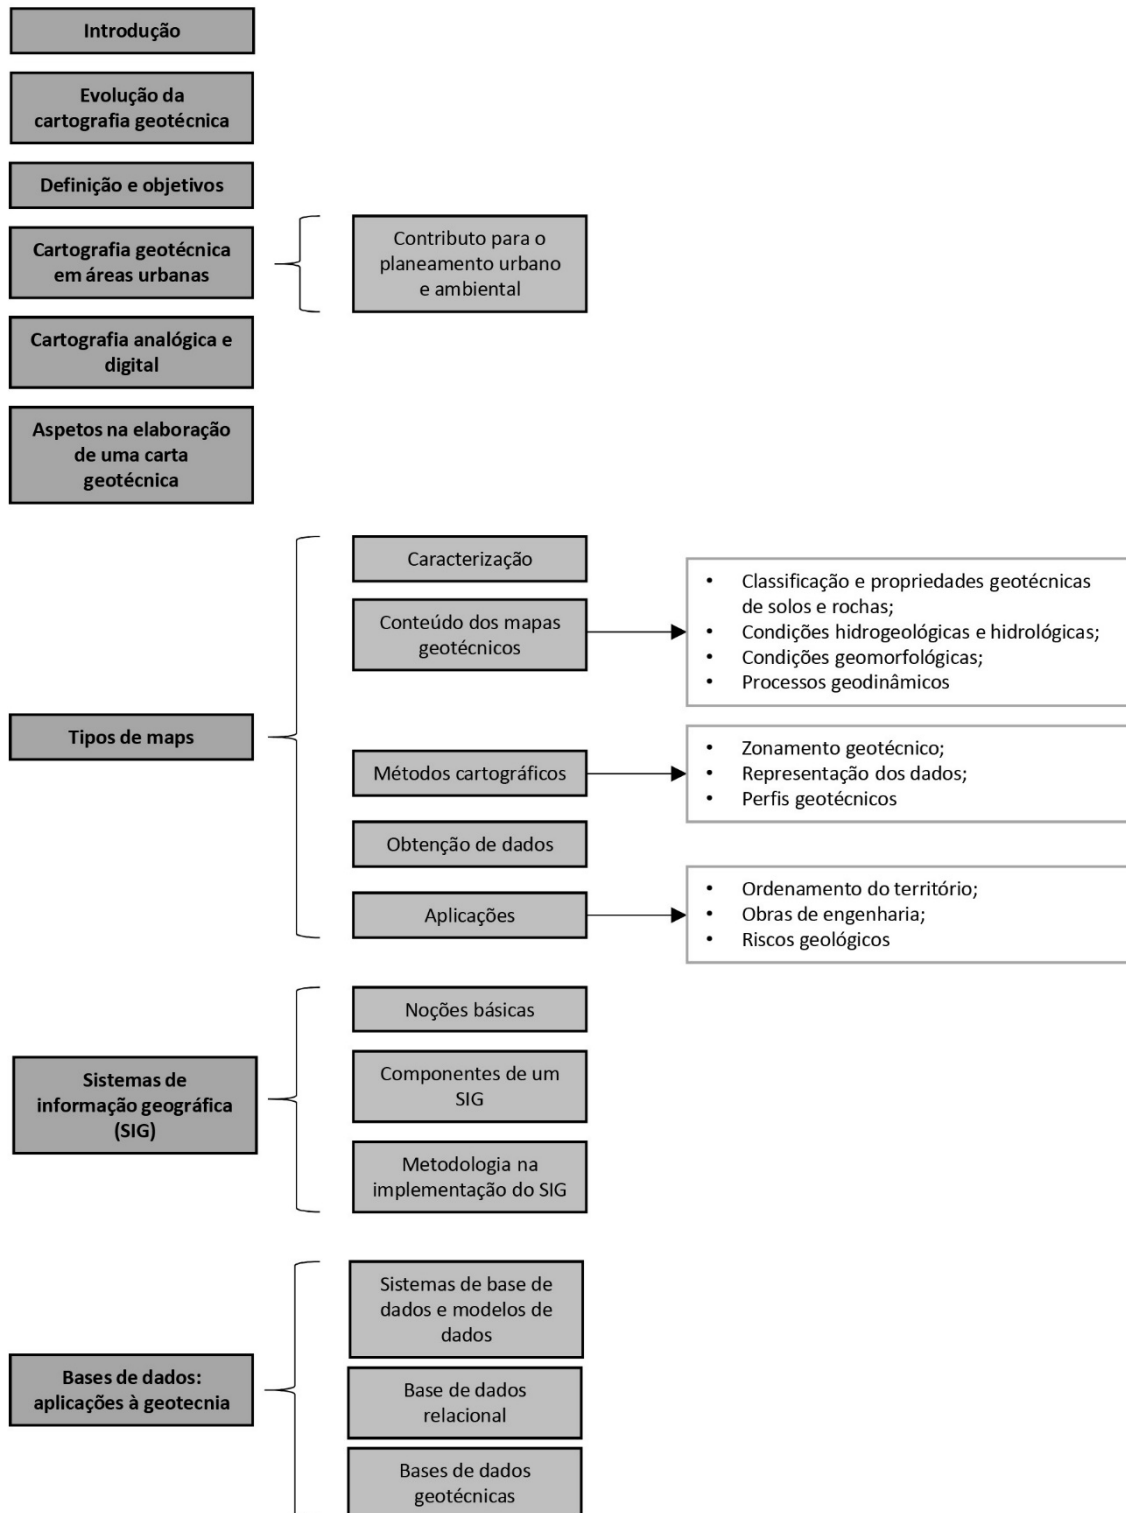 Introdução
Evolução da
cartografia geotécnica
Definição e objetivos
Cartografia geotécnica
em áreas urbanas
Contributo para o
planeamento urbano
e ambiental
Cartografia analógica e
digital
Aspetos na elaboração
de uma carta
geotécnica
Tipos de maps
Caracterização
Conteúdo dos mapas
geotécnicos
• Classificação e propriedades geotécnicas
de solos e rochas;
• Condições hidrogeológicas e hidrológicas;
• Condições geomorfológicas;
• Processos geodinâmicos
Métodos cartográficos
• Zonamento geotécnico;
• Representação dos dados;
• Perfis geotécnicos
Obtenção de dados
Aplicações
• Ordenamento do território;
• Obras de engenharia;
• Riscos geológicos
Sistemas de
informação geográfica
(SIG)
Noções básicas
Componentes de um
SIG
Metodologia na
implementação do SIG
Bases de dados:
aplicações à geotecnia
Sistemas de base de
dados e modelos de
dados
Base de dados
relacional
Bases de dados
geotécnicas